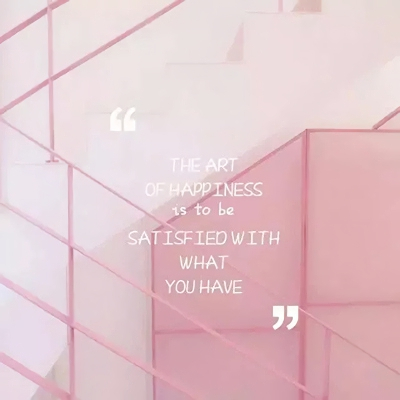 “
THE ART
OF HAPPINESS
is to be
SATISFIED WITH
WHAT
YOU HAVE
”